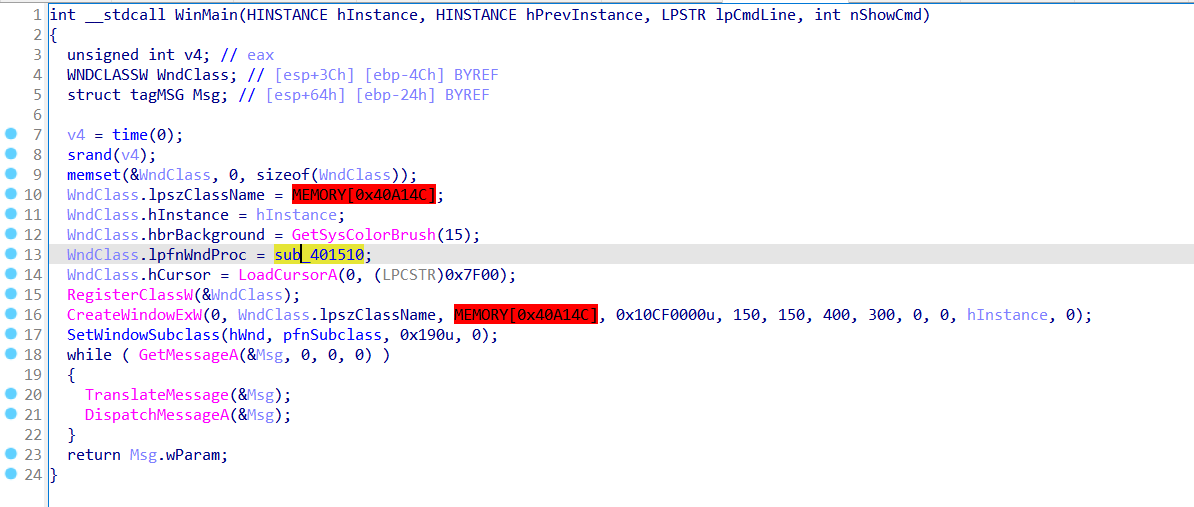 1 int __stdcall WinMain(HINSTANCE hInstance, HINSTANCE hPrevInstance, LPSTR lpCmdLine, int nShowCmd)
2 {
3 unsigned int v4; // eax
4 WNDCLASSW WndClass; // [esp+3Ch] [ebp-4Ch] BYREF
5 struct tagMSG Msg; // [esp+64h] [ebp-24h] BYREF
6
7 v4 = time(0);
8 srand(v4);
9 memset(&WndClass, 0, sizeof(WndClass));
10 WndClass.lpszClassName = MEMORY[0x40A14C];
11 WndClass.hInstance = hInstance;
12 WndClass.hbrBackground = GetSysColorBrush(15);
13 WndClass.lpfnWndProc = sub_401510;
14 WndClass.hCursor = LoadCursorA(0, (LPCSTR)0x7F00);
15 RegisterClassW(&WndClass);
16 CreateWindowExW(0, WndClass.lpszClassName, MEMORY[0x40A14C], 0x10CF0000u, 150, 150, 400, 300, 0, 0, hInstance, 0);
17 SetWindowSubclass(hWnd, pfnSubclass, 0x190u, 0);
18 while ( GetMessageA(&Msg, 0, 0, 0) )
19 {
20 TranslateMessage(&Msg);
21 DispatchMessageA(&Msg);
22 }
23 return Msg.wParam;
24 }